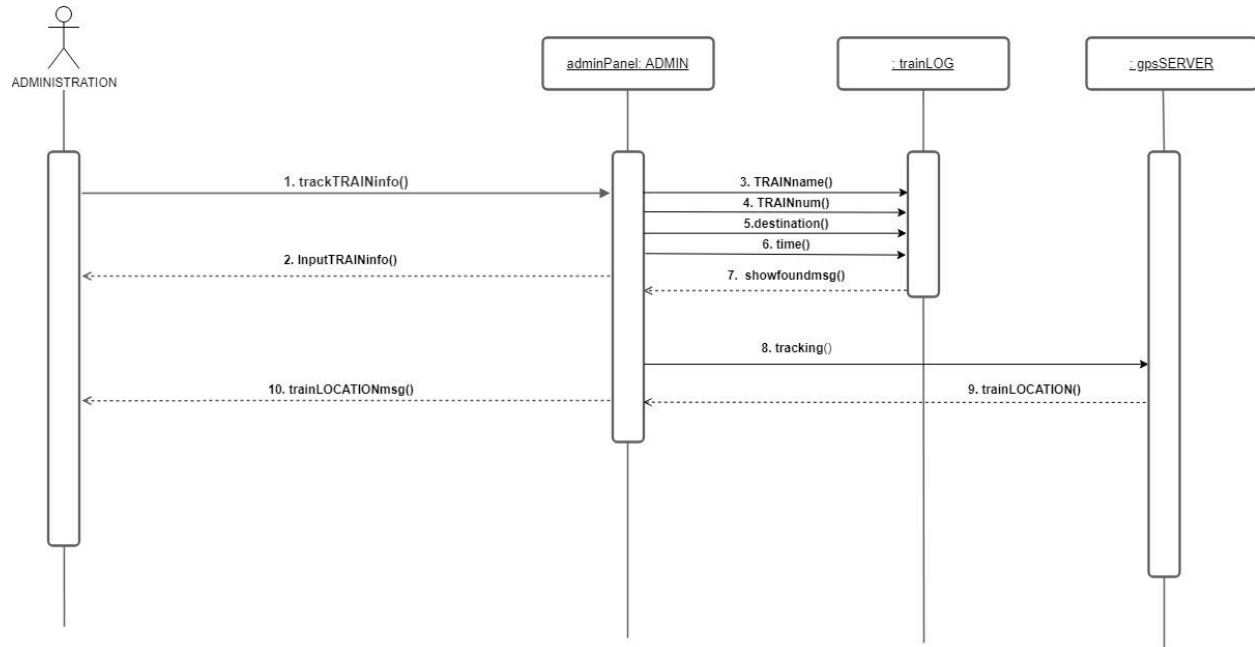 adminPanel: ADMIN
: trainLOG
: gpsSERVER
ADMINISTRATION
1. trackTRAINinfo()
3. TRAINname()
4. TRAINnum()
5.destination()
6. time()
2. InputTRAINinfo()
7. showfoundmsg()
8. tracking()
10. trainLOCATIONmsg()
9. trainLOCATION()